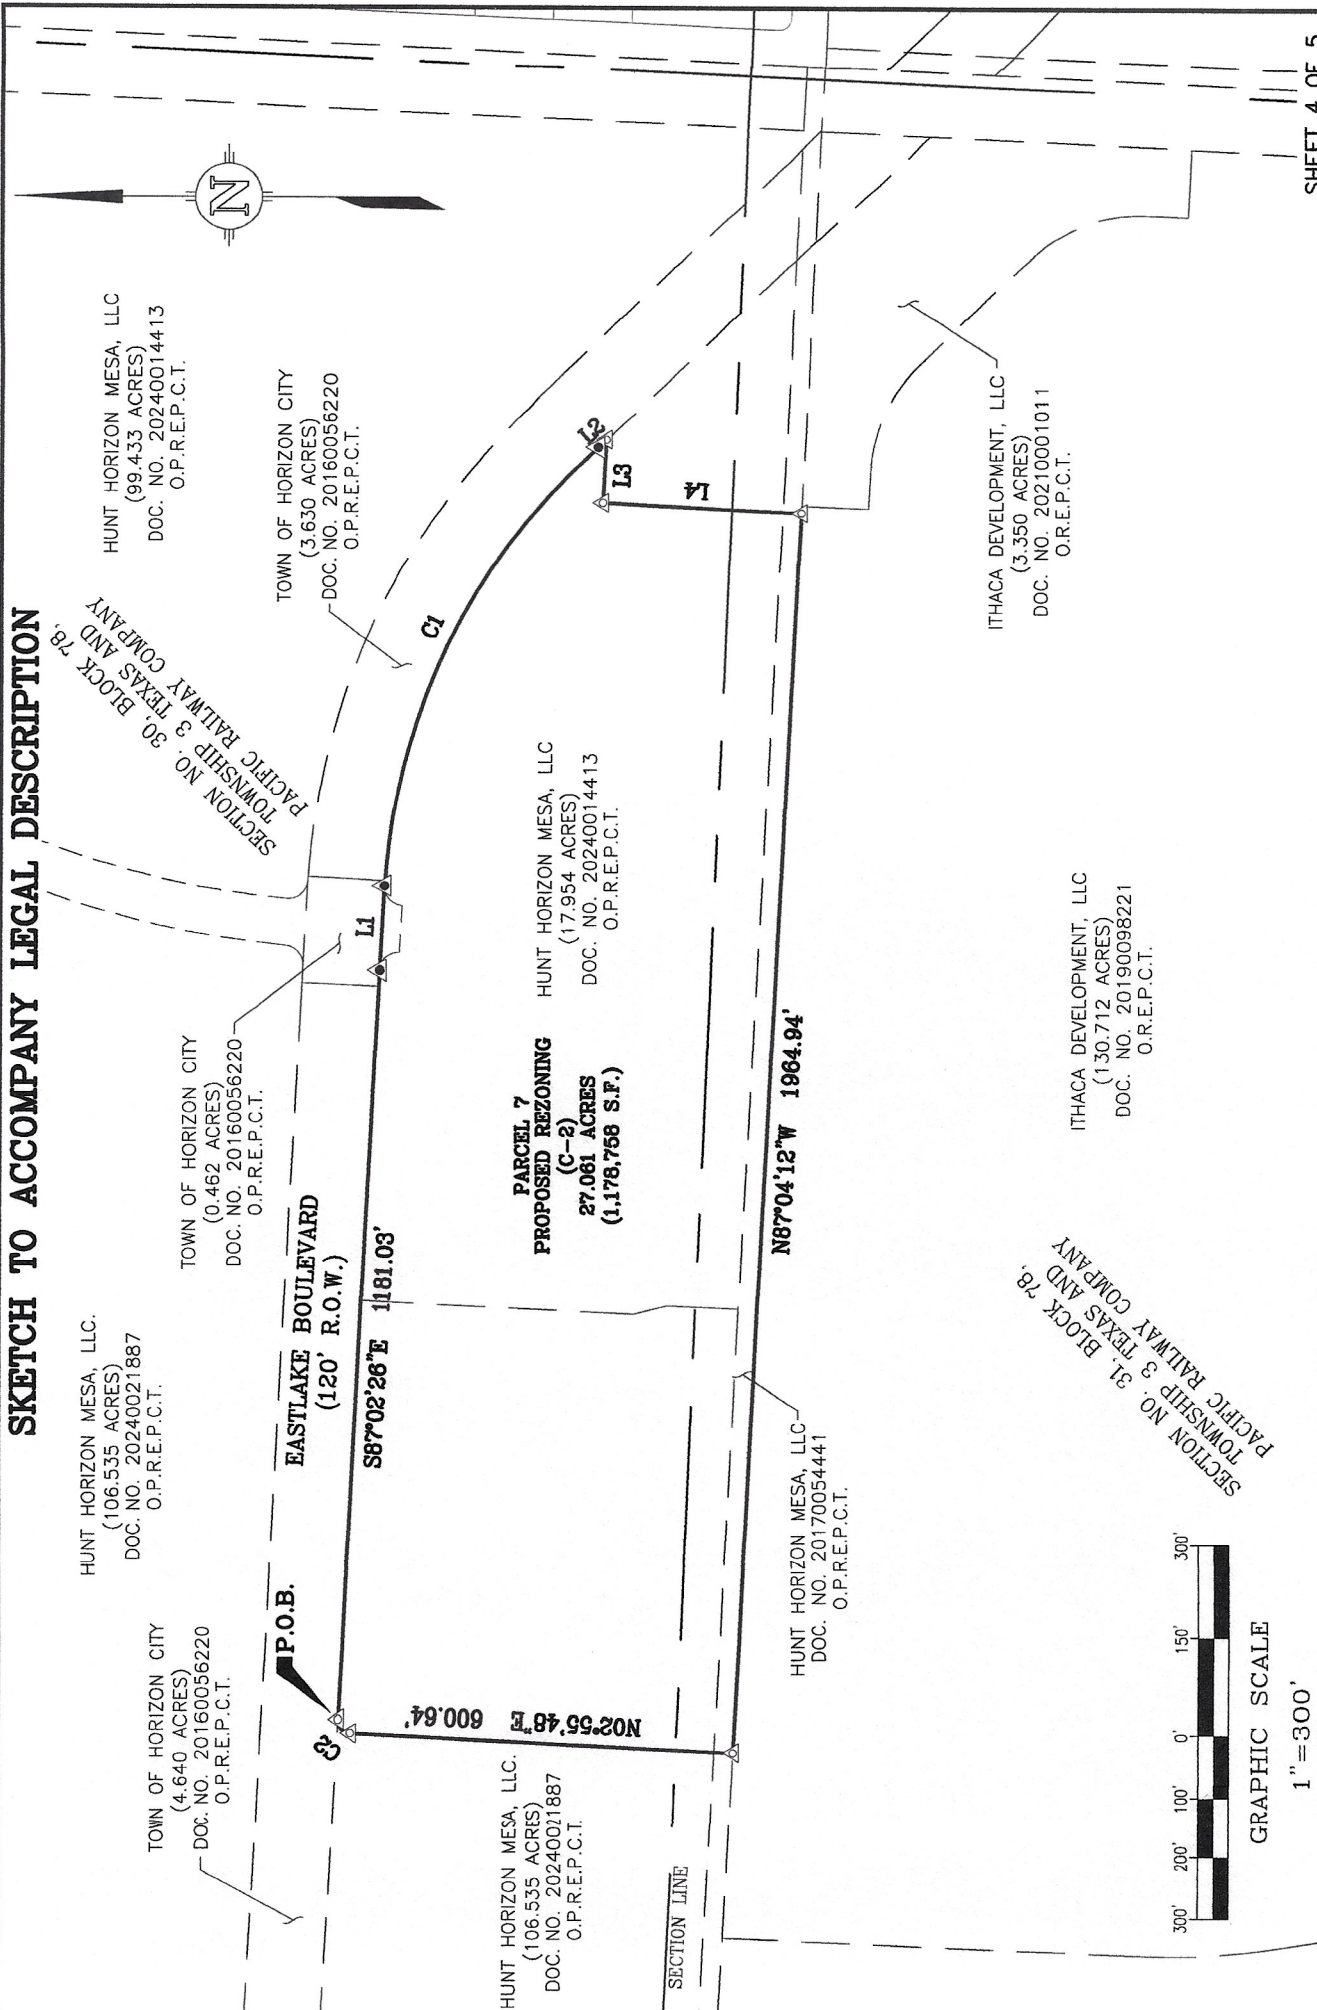 SKETCH TO ACCOMPANY LEGAL DESCRIPTION
HUNT HORIZON MESA, LLC.
(106.535 ACRES)
DOC. NO. 20240021887
O.P.R.E.P.C.T.
SECTION NO. 30, BLOCK 78,
TOWNSHIP 3 TEXAS AND
PACIFIC RAILWAY COMPANY
HUNT HORIZON MESA, LLC
(99.433 ACRES)
DOC. NO. 20240014413
O.P.R.E.P.C.T.
N
TOWN OF HORIZON CITY
(4.640 ACRES)
DOC. NO. 20160056220
O.P.R.E.P.C.T.
TOWN OF HORIZON CITY
(0.462 ACRES)
DOC. NO. 20160056220
O.P.R.E.P.C.T.
TOWN OF HORIZON CITY
(3.630 ACRES)
DOC. NO. 20160056220
O.P.R.E.P.C.T.
P.O.B.
EASTLAKE BOULEVARD
(120' R.O.W.)
S87°02'26"E 1181.03'
L1
C1
C2
L2
L3
L4
N02°55'48"E 600.64'
PARCEL 7
PROPOSED REZONING
(C-2)
27.061 ACRES
(1,178,758 S.F.)
HUNT HORIZON MESA, LLC
(17.954 ACRES)
DOC. NO. 20240014413
O.P.R.E.P.C.T.
HUNT HORIZON MESA, LLC.
(106.535 ACRES)
DOC. NO. 20240021887
O.P.R.E.P.C.T.
SECTION LINE
N87°04'12"W 1964.94'
HUNT HORIZON MESA, LLC
DOC. NO. 20170054441
O.P.R.E.P.C.T.
ITHACA DEVELOPMENT, LLC
(3.350 ACRES)
DOC. NO. 20210001011
O.R.E.P.C.T.
ITHACA DEVELOPMENT, LLC
(130.712 ACRES)
DOC. NO. 20190098221
O.R.E.P.C.T.
SECTION NO. 31, BLOCK 78,
TOWNSHIP 3 TEXAS AND
PACIFIC RAILWAY COMPANY
300' 200' 100' 0' 150' 300'
GRAPHIC SCALE
1"=300'
SHEET 4 OF 5